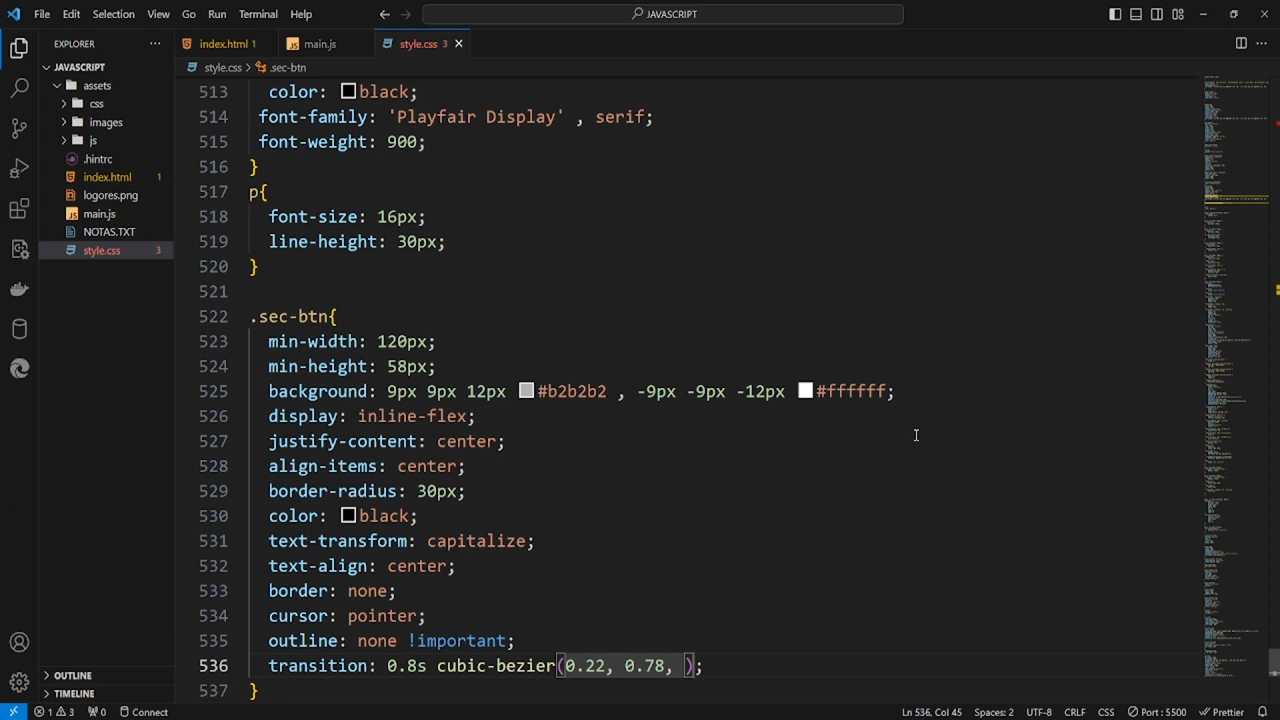 File Edit Selection View Go Run Terminal Help
JAVASCRIPT
EXPLORER
index.html 1
JS main.js
style.css 3
JAVASCRIPT
style.css > .sec-btn
assets
css
images
js
.hintrc
index.html 1
logores.png
JS main.js
NOTAS.TXT
style.css 3
513 color: black;
514 font-family: 'Playfair Display' , serif;
515 font-weight: 900;
516 }
517 p{
518 font-size: 16px;
519 line-height: 30px;
520 }
521
522 .sec-btn{
523 min-width: 120px;
524 min-height: 58px;
525 background: 9px 9px 12px #b2b2b2 , -9px -9px -12px #ffffff;
526 display: inline-flex;
527 justify-content: center;
528 align-items: center;
529 border-radius: 30px;
530 color: black;
531 text-transform: capitalize;
532 text-align: center;
533 border: none;
534 cursor: pointer;
535 outline: none !important;
536 transition: 0.8s cubic-bezier(0.22, 0.78, );
537 }
OUTLINE
TIMELINE
1 3 0 Connect
Ln 536, Col 45 Spaces: 2 UTF-8 CRLF CSS Port : 5500 Prettier